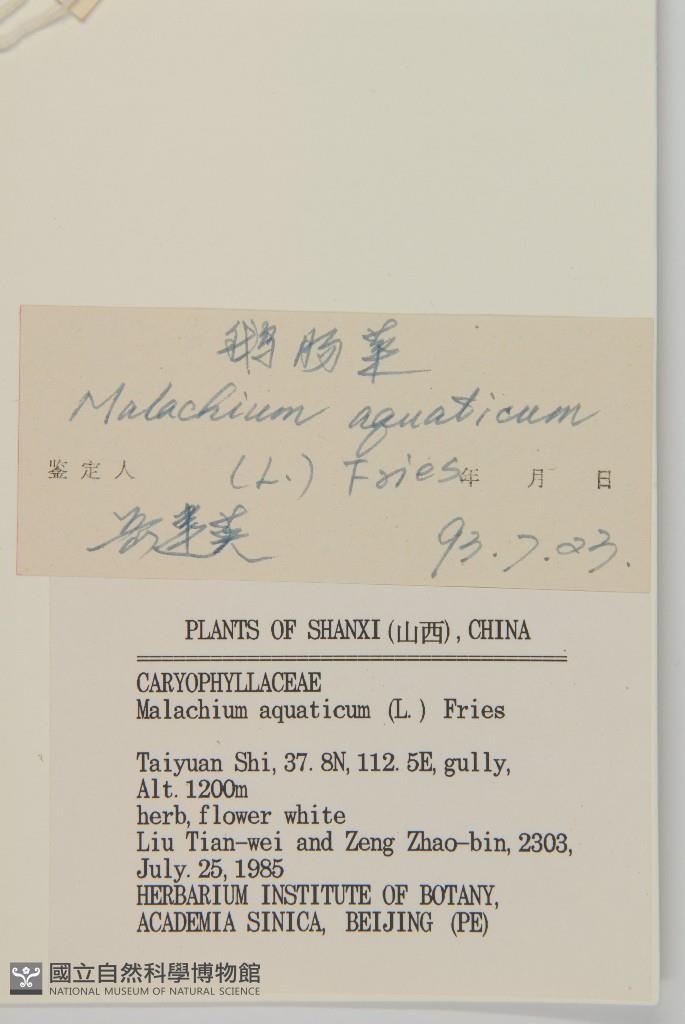 鹅肠菜
Malachium aquaticum
鉴定人 (L.) Fries 年 月 日
93.7.23.
PLANTS OF SHANXI(山西), CHINA
CARYOPHYLLACEAE
Malachium aquaticum (L.) Fries
Taiyuan Shi, 37.8N, 112.5E, gully,
Alt. 1200m
herb, flower white
Liu Tian-wei and Zeng Zhao-bin, 2303,
July. 25, 1985
HERBARIUM INSTITUTE OF BOTANY,
ACADEMIA SINICA, BEIJING (PE)
國立自然科學博物館
NATIONAL MUSEUM OF NATURAL SCIENCE